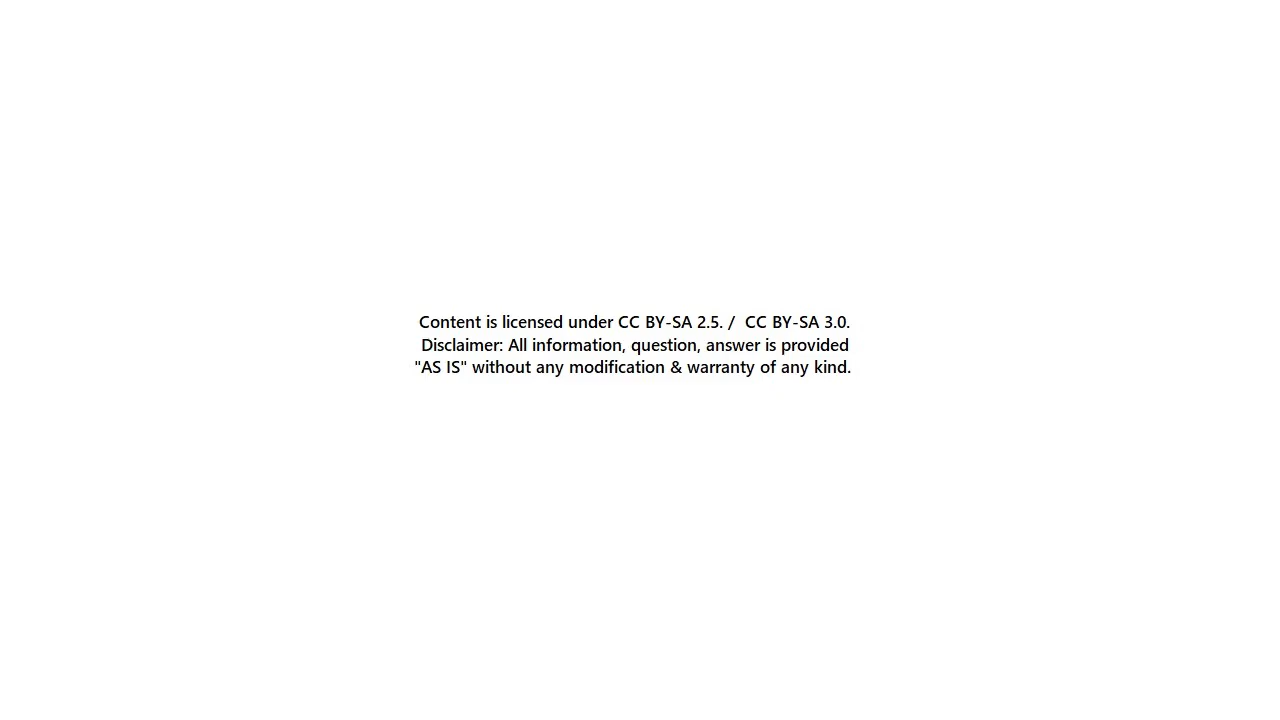 Content is licensed under CC BY-SA 2.5. /  CC BY-SA 3.0.
Disclaimer: All information, question, answer is provided
"AS IS" without any modification & warranty of any kind.